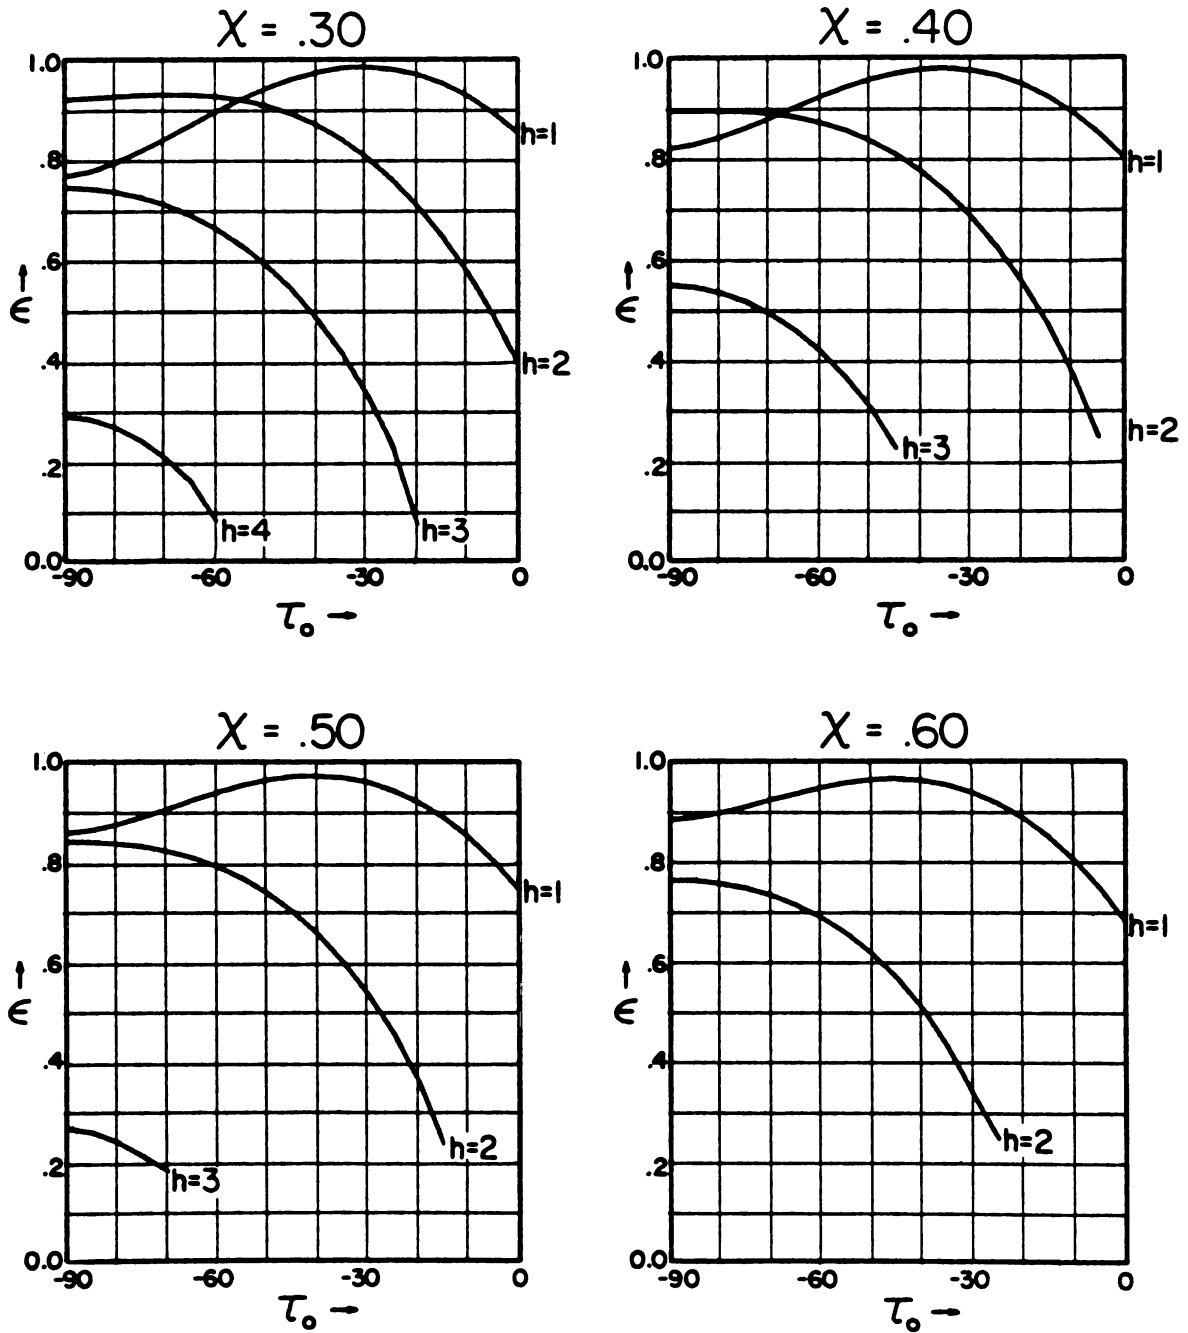 χ = .30
1.0
.8
.6
.4
.2
0.0
ϵ →
h=1
h=2
h=3
h=4
-90 -60 -30 0
τ₀ →
χ = .40
1.0
.8
.6
.4
.2
0.0
ϵ →
h=1
h=2
h=3
-90 -60 -30 0
τ₀ →
χ = .50
1.0
.8
.6
.4
.2
0.0
ϵ →
h=1
h=2
h=3
-90 -60 -30 0
τ₀ →
χ = .60
1.0
.8
.6
.4
.2
0.0
ϵ →
h=1
h=2
-90 -60 -30 0
τ₀ →